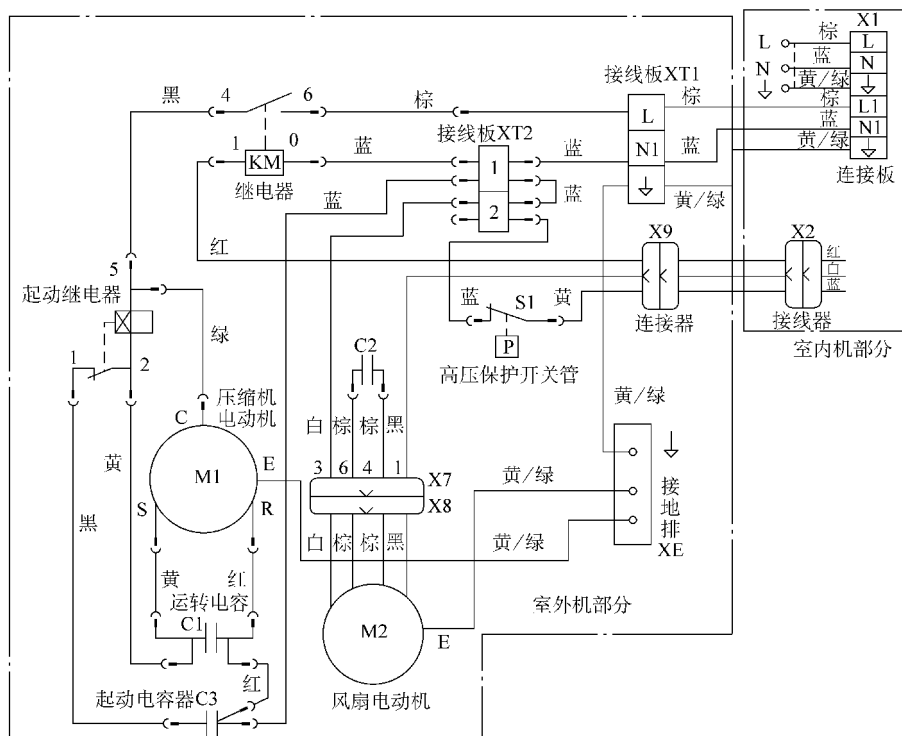 X1
L
棕
L
N
蓝
N
黄/绿
棕
L1
蓝
N1
黄/绿
连接板
接线板XT1
棕
L
N1
蓝
黄/绿
黑
4
6
棕
接线板XT2
1
0
KM
继电器
蓝
1
蓝
蓝
2
蓝
红
X9
X2
红
白
蓝
连接器
接线器
室内机部分
5
起动继电器
绿
1
2
蓝
S1
黄
P
高压保护开关管
C2
压缩机
电动机
C
M1
E
S
R
黄
黑
白
棕
棕
黑
3
6
4
1
X7
X8
白
棕
棕
黑
黄/绿
黄/绿
黄/绿
接地排
XE
黄
红
运转电容
C1
M2
E
风扇电动机
室外机部分
红
起动电容器C3